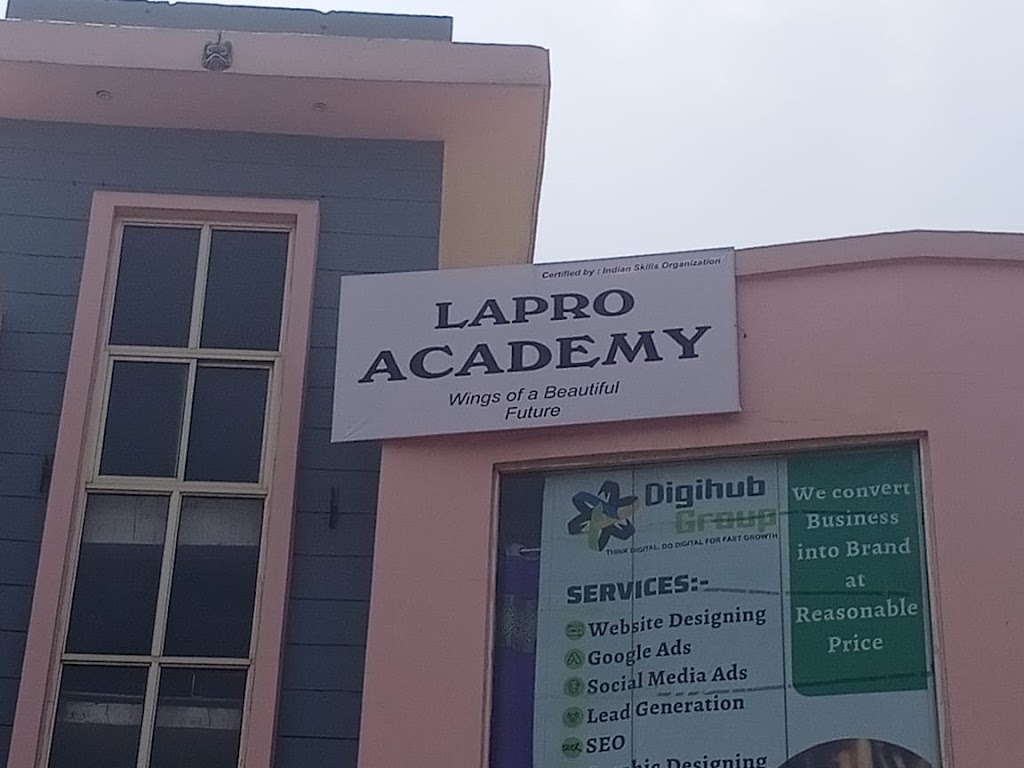 Certified by : Indian Skills Organization
LAPRO
ACADEMY
Wings of a Beautiful
Future
Digihub
Group
THINK DIGITAL. DO DIGITAL FOR FAST GROWTH
SERVICES:-
Website Designing
Google Ads
Social Media Ads
Lead Generation
SEO
Designing
We convert
Business
into Brand
at
Reasonable
Price